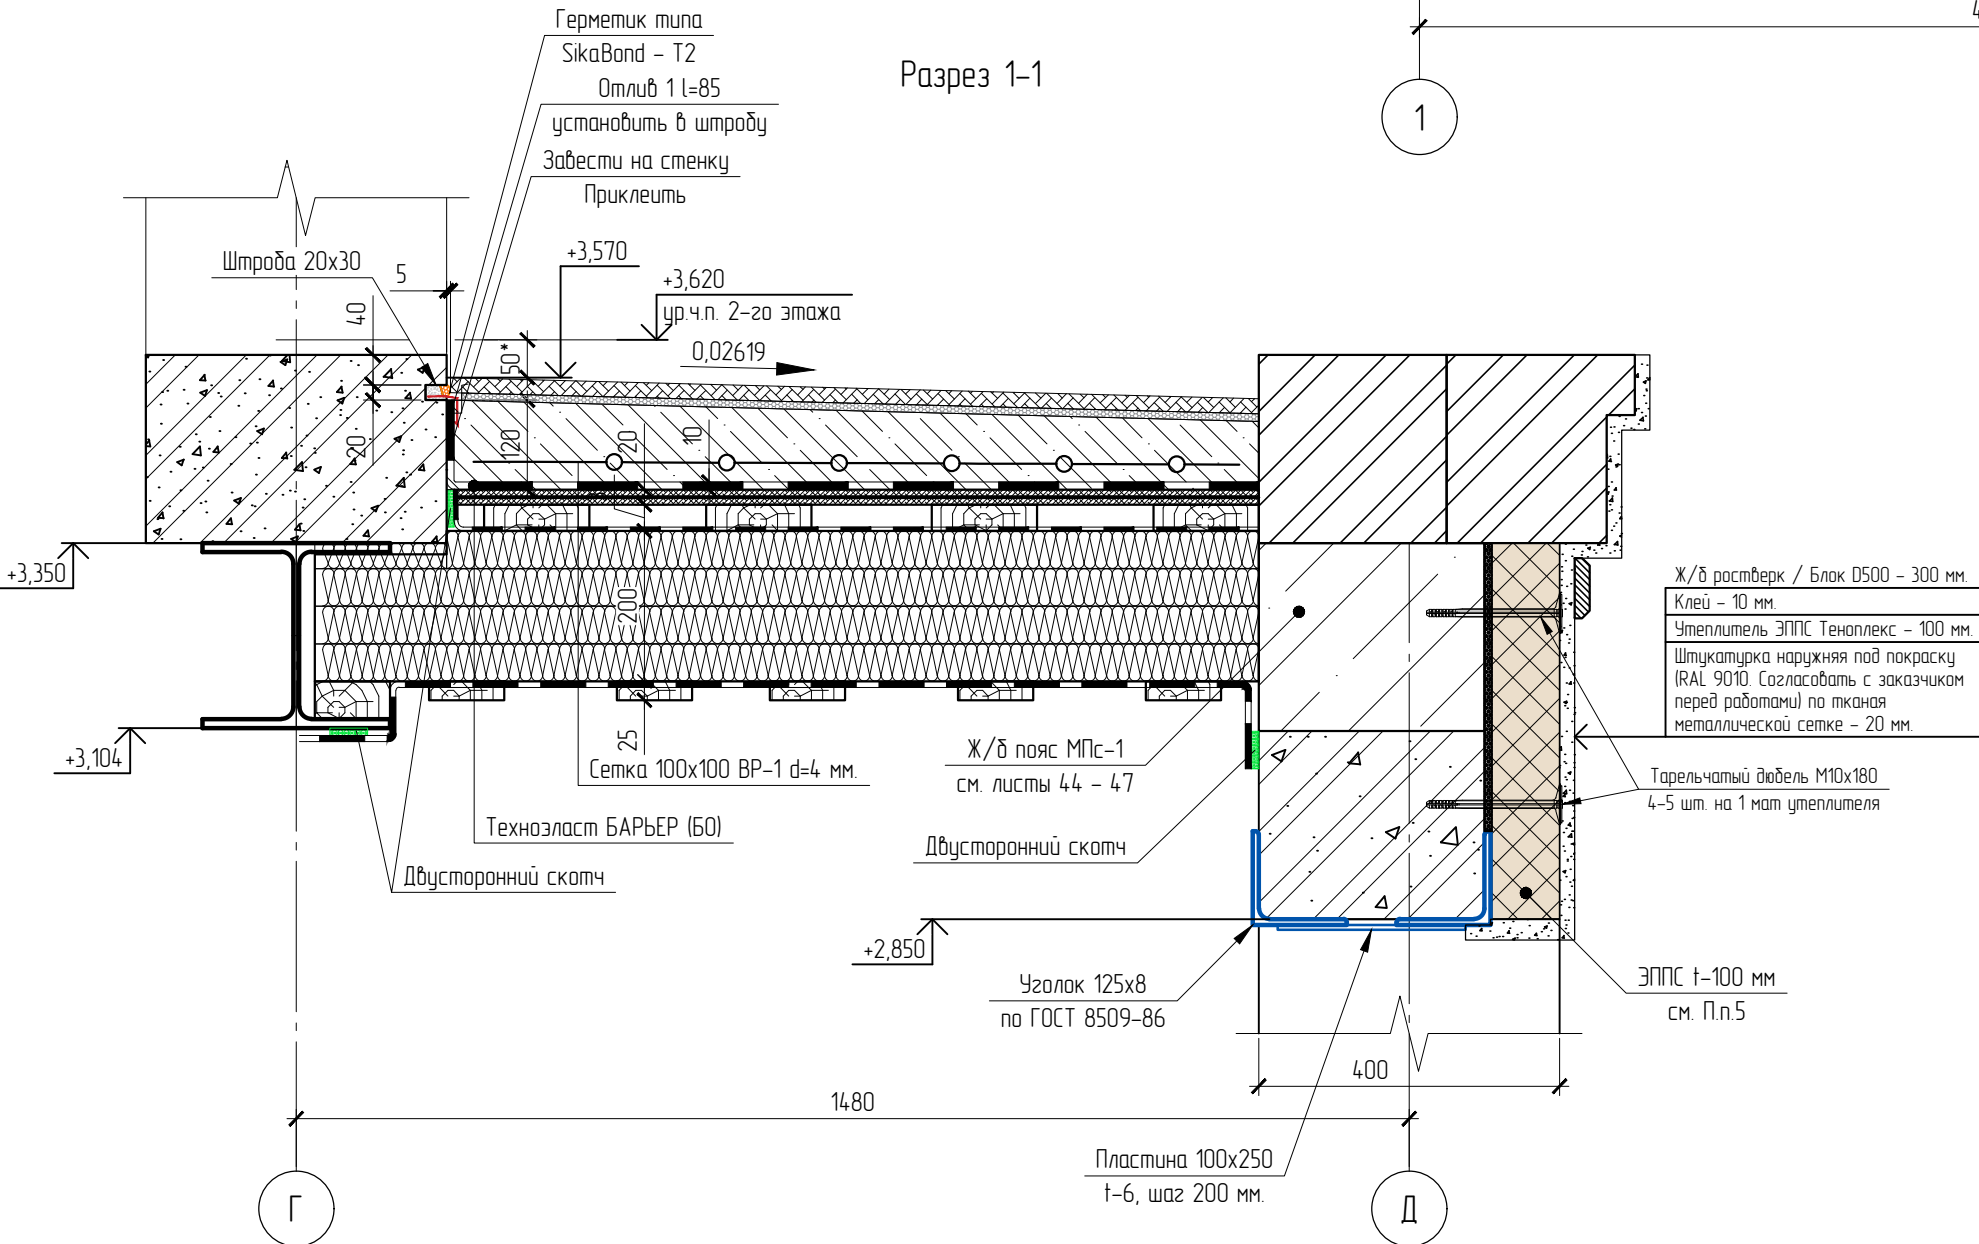 Герметик типа
SikaBond – Т2
Отлив 1 l=85
установить в штробу
Завести на стенку
Приклеить
Разрез 1-1
4
1
Штроба 20х30
5
+3,570
+3,620
ур.ч.п. 2-го этажа
0,02619
40
50*
20
120
20
10
+3,350
200
25
+3,104
Сетка 100х100 ВР-1 d=4 мм.
Техноэласт БАРЬЕР (БО)
Двусторонний скотч
Ж/б пояс МПс-1
см. листы 44 – 47
Двусторонний скотч
Ж/б ростверк / Блок D500 – 300 мм.
Клей – 10 мм.
Утеплитель ЭППС Теноплекс – 100 мм.
Штукатурка наружняя под покраску
(RAL 9010. Согласовать с заказчиком
перед работами) по тканая
металлической сетке – 20 мм.
Тарельчатый дюбель М10х180
4-5 шт. на 1 мат утеплителя
+2,850
Уголок 125х8
по ГОСТ 8509-86
ЭППС t-100 мм
см. П.п.5
400
1480
Пластина 100х250
t-6, шаг 200 мм.
Г
Д